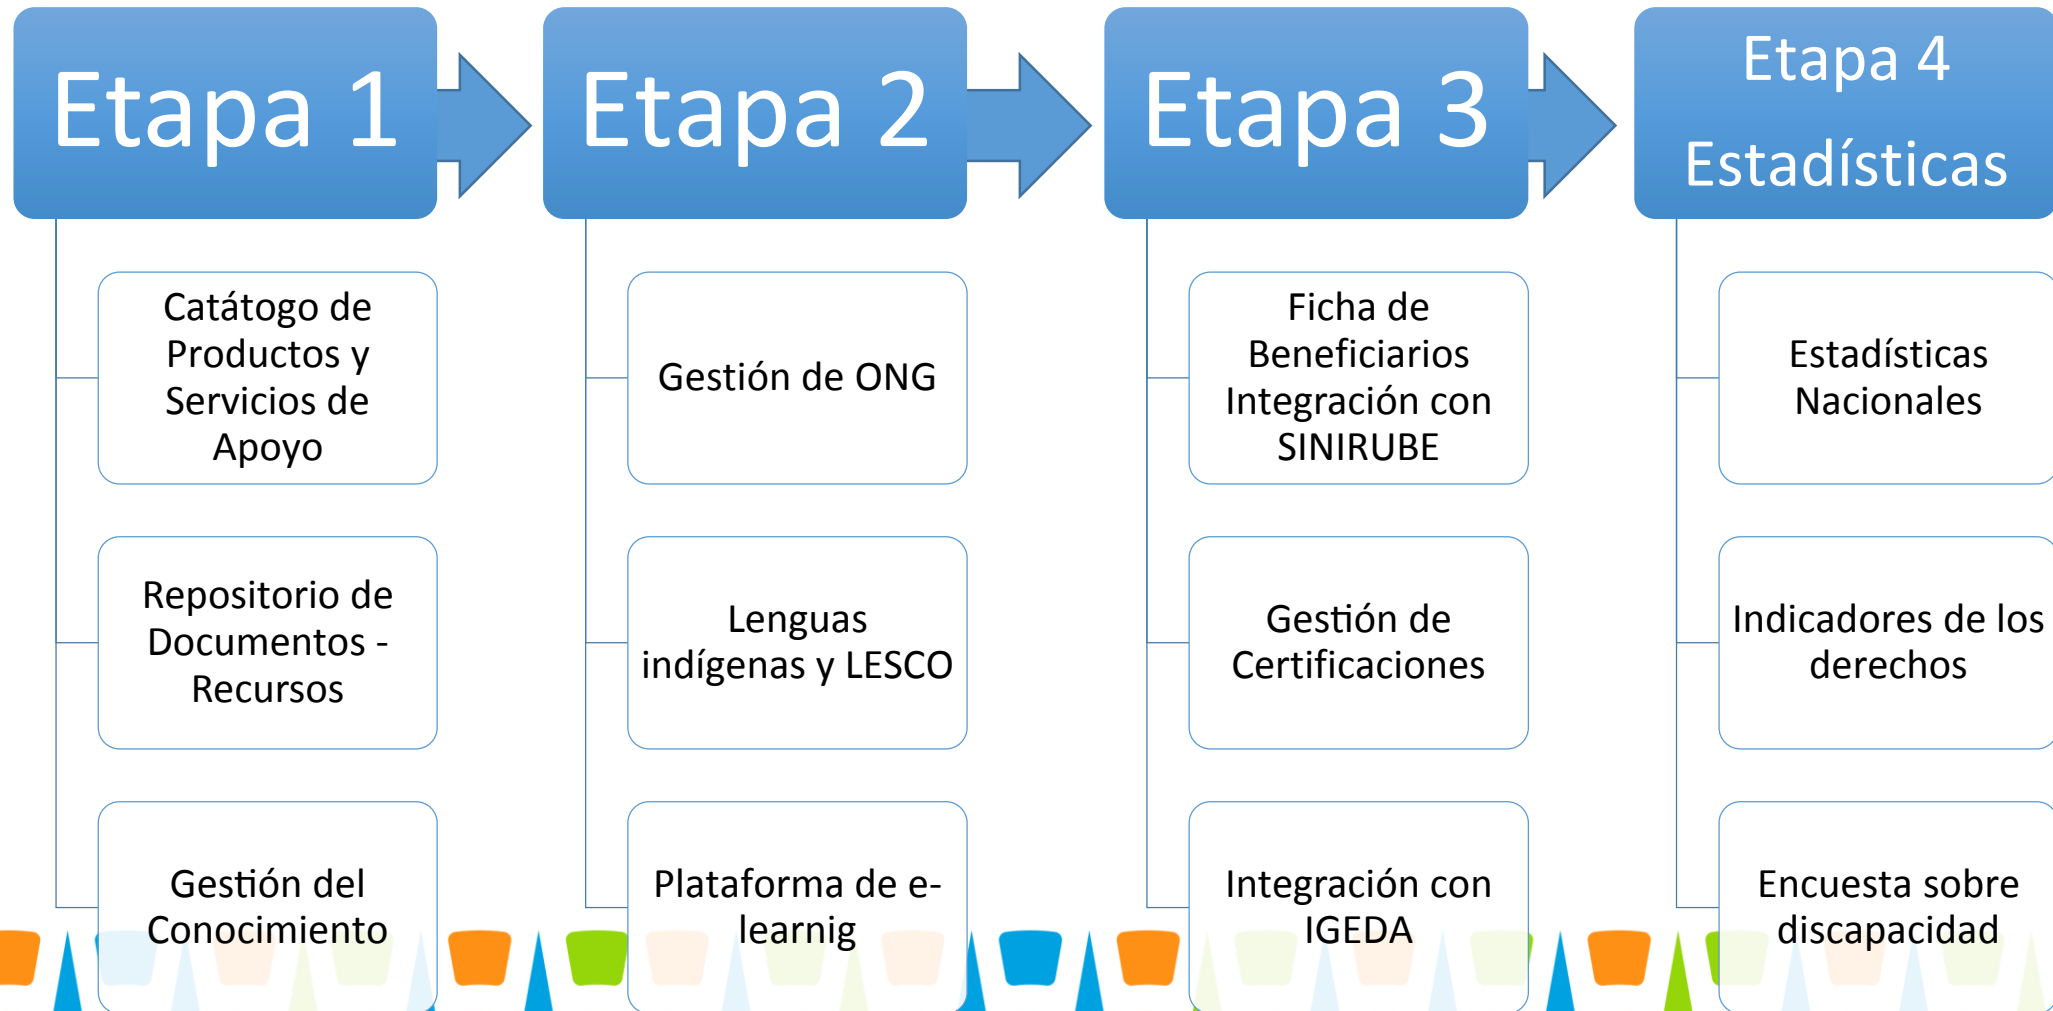 Etapa 1
Catátogo de
Productos y
Servicios de
Apoyo
Repositorio de
Documentos -
Recursos
Gestión del
Conocimiento
Etapa 2
Gestión de ONG
Lenguas
indígenas y LESCO
Plataforma de e-
learnig
Etapa 3
Ficha de
Beneficiarios
Integración con
SINIRUBE
Gestión de
Certificaciones
Integración con
IGEDA
Etapa 4
Estadísticas
Estadísticas
Nacionales
Indicadores de los
derechos
Encuesta sobre
discapacidad